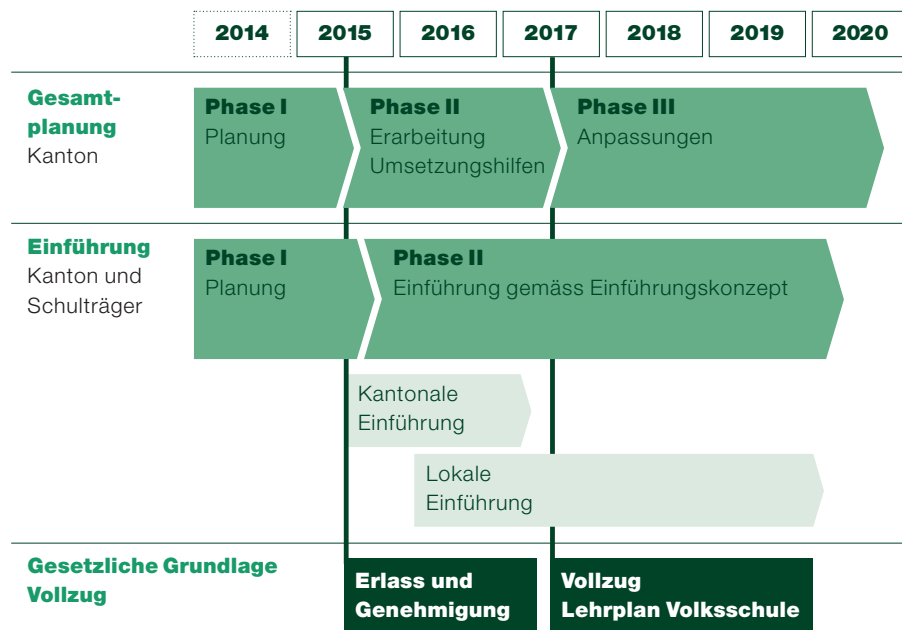 2014 2015 2016 2017 2018 2019 2020
Gesamt-
planung
Kanton
Phase I
Planung
Phase II
Erarbeitung
Umsetzungshilfen
Phase III
Anpassungen
Einführung
Kanton und
Schulträger
Phase I
Planung
Phase II
Einführung gemäss Einführungskonzept
Kantonale
Einführung
Lokale
Einführung
Gesetzliche Grundlage
Vollzug
Erlass und
Genehmigung
Vollzug
Lehrplan Volksschule